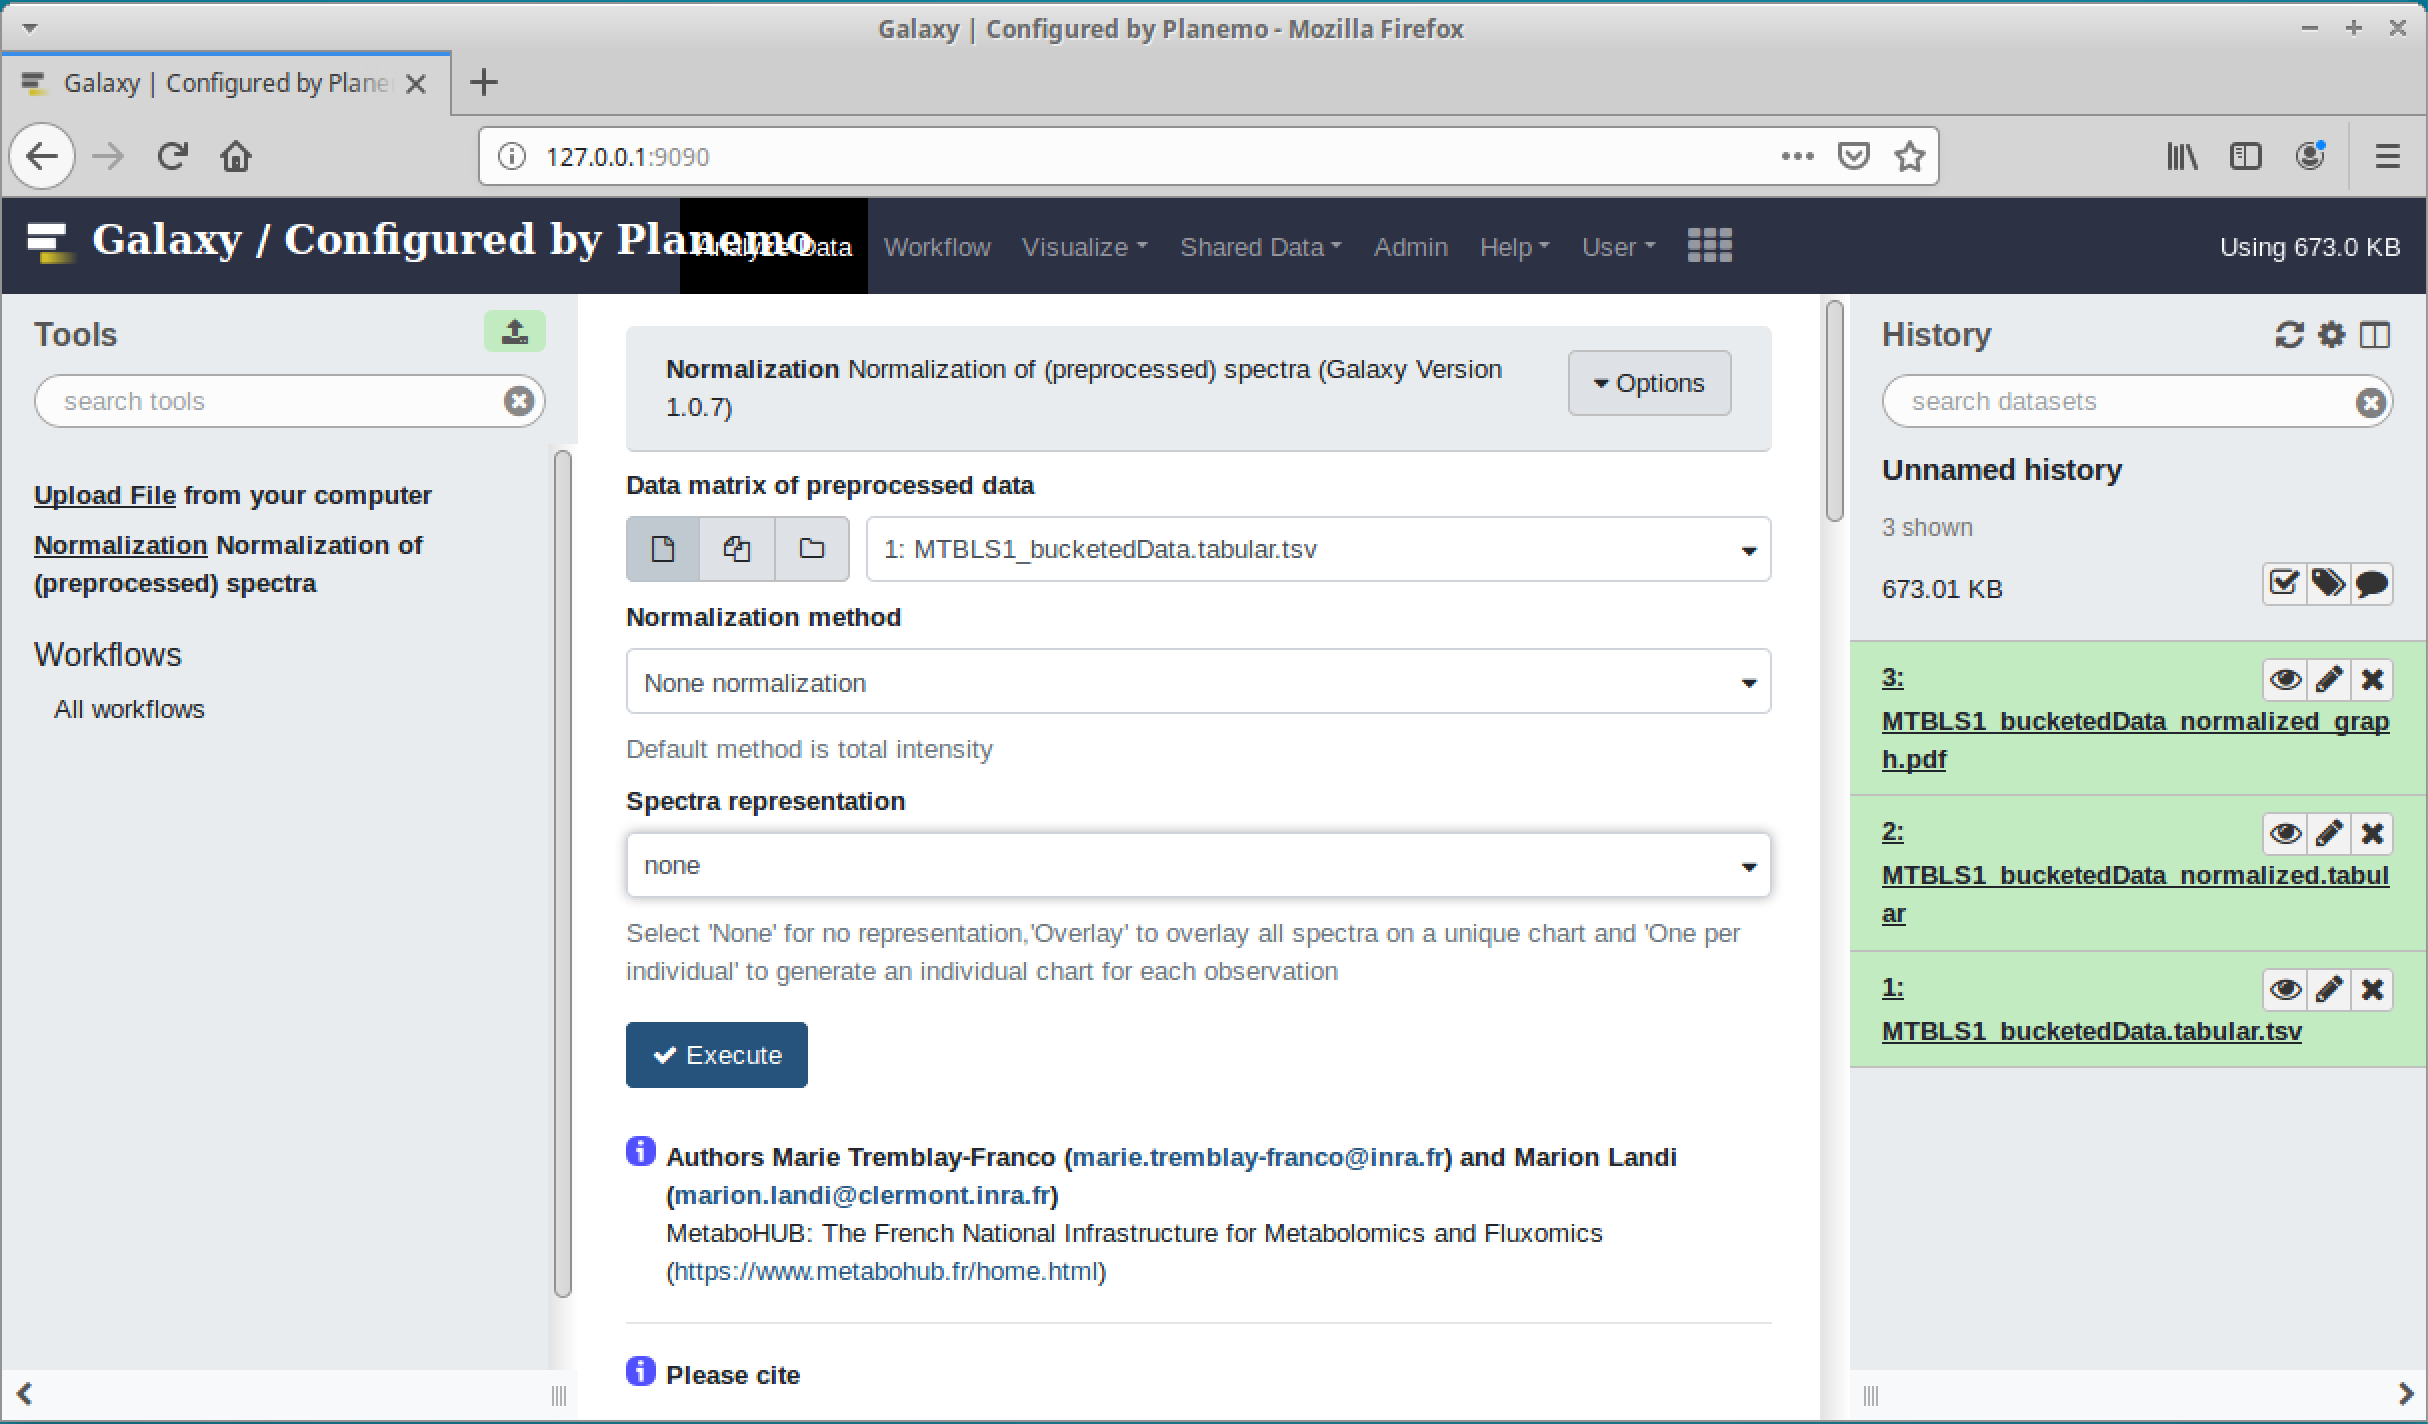 Galaxy | Configured by Planemo - Mozilla Firefox
Galaxy | Configured by Plane
127.0.0.1:9090
Galaxy / Configured by Planemo
Analyze Data
Workflow
Visualize
Shared Data
Admin
Help
User
Using 673.0 KB
Tools
search tools
Upload File from your computer
Normalization Normalization of
(preprocessed) spectra
Workflows
All workflows
Normalization Normalization of (preprocessed) spectra (Galaxy Version
1.0.7)
Options
Data matrix of preprocessed data
1: MTBLS1_bucketedData.tabular.tsv
Normalization method
None normalization
Default method is total intensity
Spectra representation
none
Select 'None' for no representation,'Overlay' to overlay all spectra on a unique chart and 'One per
individual' to generate an individual chart for each observation
Execute
Authors Marie Tremblay-Franco (marie.tremblay-franco@inra.fr) and Marion Landi
(marion.landi@clermont.inra.fr)
MetaboHUB: The French National Infrastructure for Metabolomics and Fluxomics
(https://www.metabohub.fr/home.html)
Please cite
History
search datasets
Unnamed history
3 shown
673.01 KB
3:
MTBLS1_bucketedData_normalized_grap
h.pdf
2:
MTBLS1_bucketedData_normalized.tabul
ar
1:
MTBLS1_bucketedData.tabular.tsv